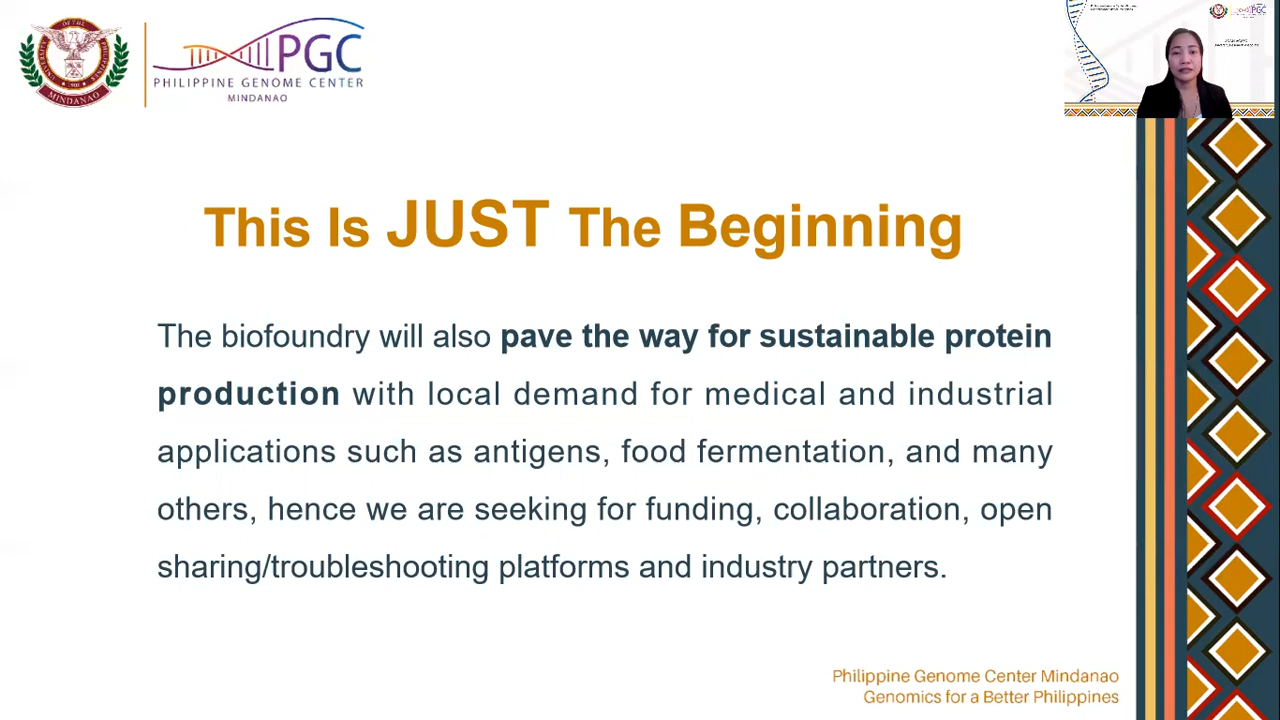 PGC
PHILIPPINE GENOME CENTER
MINDANAO
This Is JUST The Beginning
The biofoundry will also pave the way for sustainable protein
production with local demand for medical and industrial
applications such as antigens, food fermentation, and many
others, hence we are seeking for funding, collaboration, open
sharing/troubleshooting platforms and industry partners.
Philippine Genome Center Mindanao
Genomics for a Better Philippines